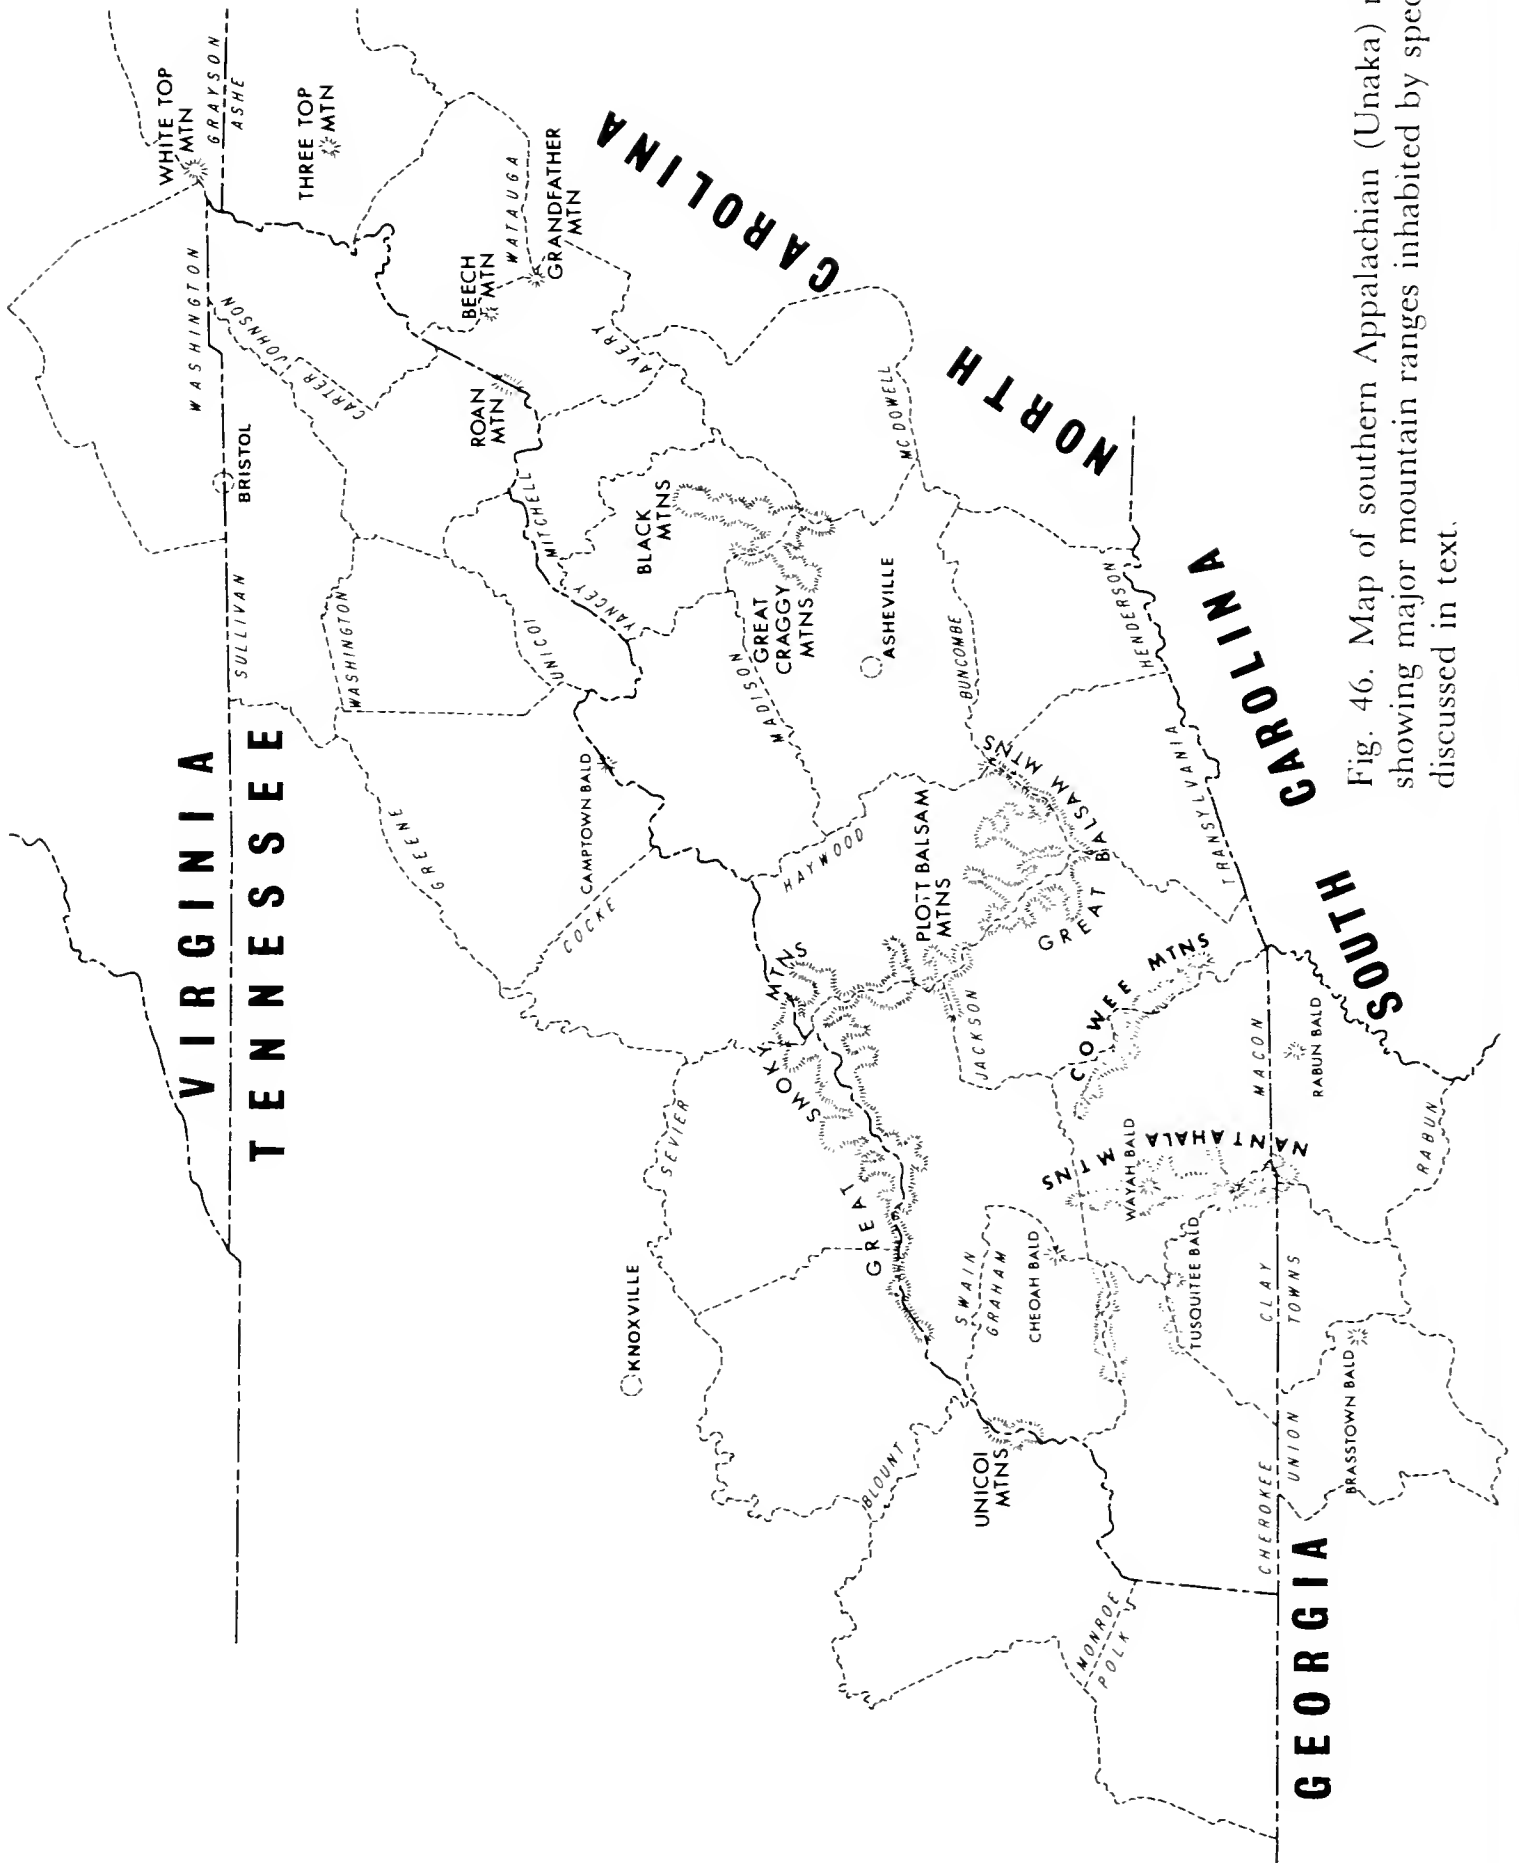 VIRGINIA
TENNESSEE
NORTH CAROLINA
SOUTH CAROLINA
GEORGIA
WHITE TOP
MTN
GRAYSON
ASHE
THREE TOP
MTN
WASHINGTON
JOHNSON
CARTER
BEECH
MTN
WATAUGA
GRANDFATHER
MTN
AVERY
ROAN
MTN
BRISTOL
SULLIVAN
WASHINGTON
UNICOI
MITCHELL
YANCEY
BLACK
MTNS
MC DOWELL
GREAT
CRAGGY
MTNS
ASHEVILLE
MADISON
BUNCOMBE
HENDERSON
GREENE
CAMPTOWN BALD
COCKE
HAYWOOD
TRANSYLVANIA
PLOTT BALSAM
MTNS
GREAT BALSAM MTNS
GREAT SMOKY MTNS
SEVIER
JACKSON
COWEE MTNS
MACON
RABUN BALD
RABUN
NANTAHALA MTNS
WAYAH BALD
KNOXVILLE
SWAIN
GRAHAM
CHEOAH BALD
TUSQUITEE BALD
CLAY
TOWNS
BLOUNT
UNICOI
MTNS
CHEROKEE
UNION
BRASSTOWN BALD
MONROE
POLK
Fig. 46. Map of southern Appalachian (Unaka)
showing major mountain ranges inhabited by
discussed in text.